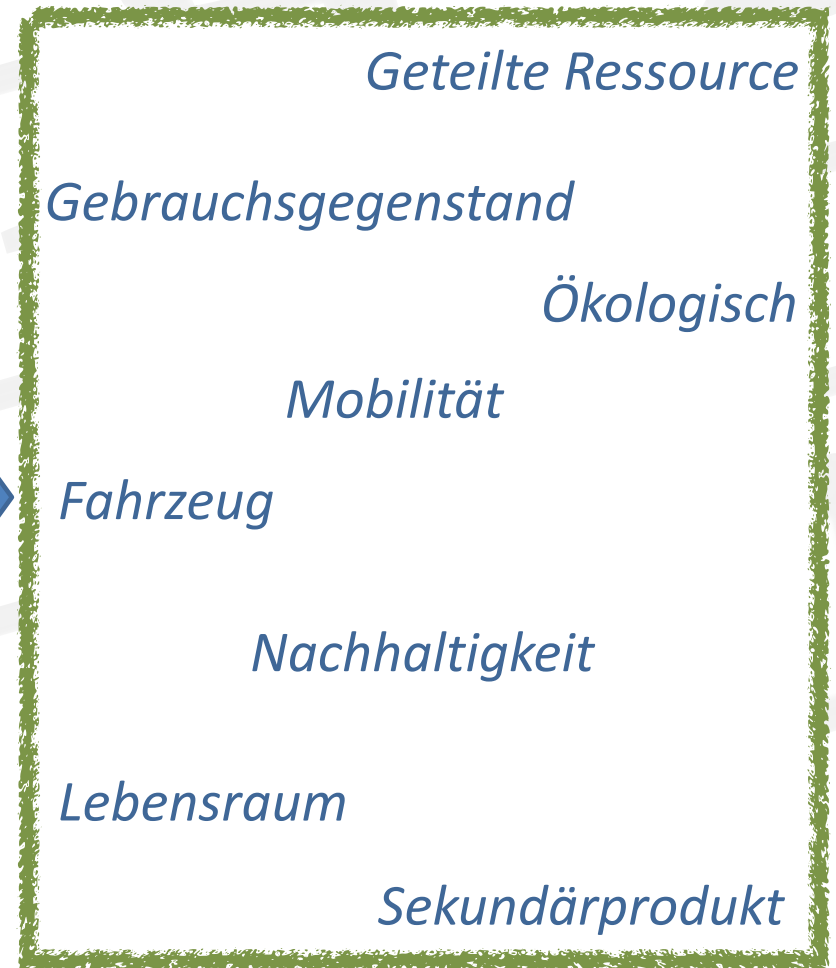 Geteilte Ressource
Gebrauchsgegenstand
Ökologisch
Mobilität
Fahrzeug
Nachhaltigkeit
Lebensraum
Sekundärprodukt